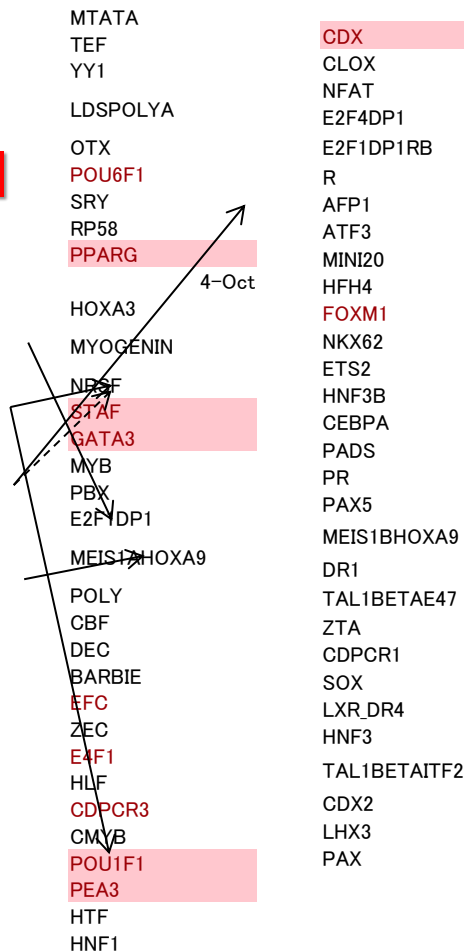 MTATA
TEF
YY1
LDSPOLYA
OTX
POU6F1
SRY
RP58
PPARG
4-Oct
HOXA3
MYOGENIN
NRSF
STAF
GATA3
MYB
PBX
E2F1DP1
MEIS1AHOXA9
POLY
CBF
DEC
BARBIE
EFC
ZEC
E4F1
HLF
CDPCR3
CMYB
POU1F1
PEA3
HTF
HNF1
CDX
CLOX
NFAT
E2F4DP1
E2F1DP1RB
R
AFP1
ATF3
MINI20
HFH4
FOXM1
NKX62
ETS2
HNF3B
CEBPA
PADS
PR
PAX5
MEIS1BHOXA9
DR1
TAL1BETAE47
ZTA
CDPCR1
SOX
LXR_DR4
HNF3
TAL1BETAITF2
CDX2
LHX3
PAX